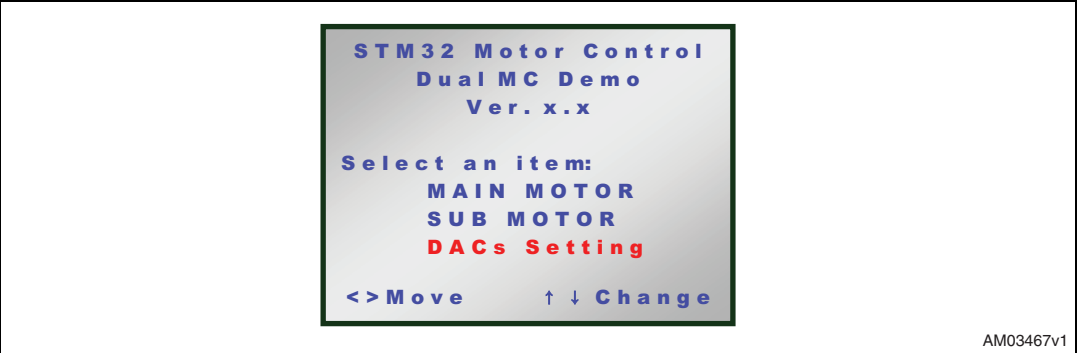 STM32 Motor Control
Dual MC Demo
Ver. x.x
Select an item:
MAIN MOTOR
SUB MOTOR
DACs Setting
<>Move ↑↓Change
AM03467v1